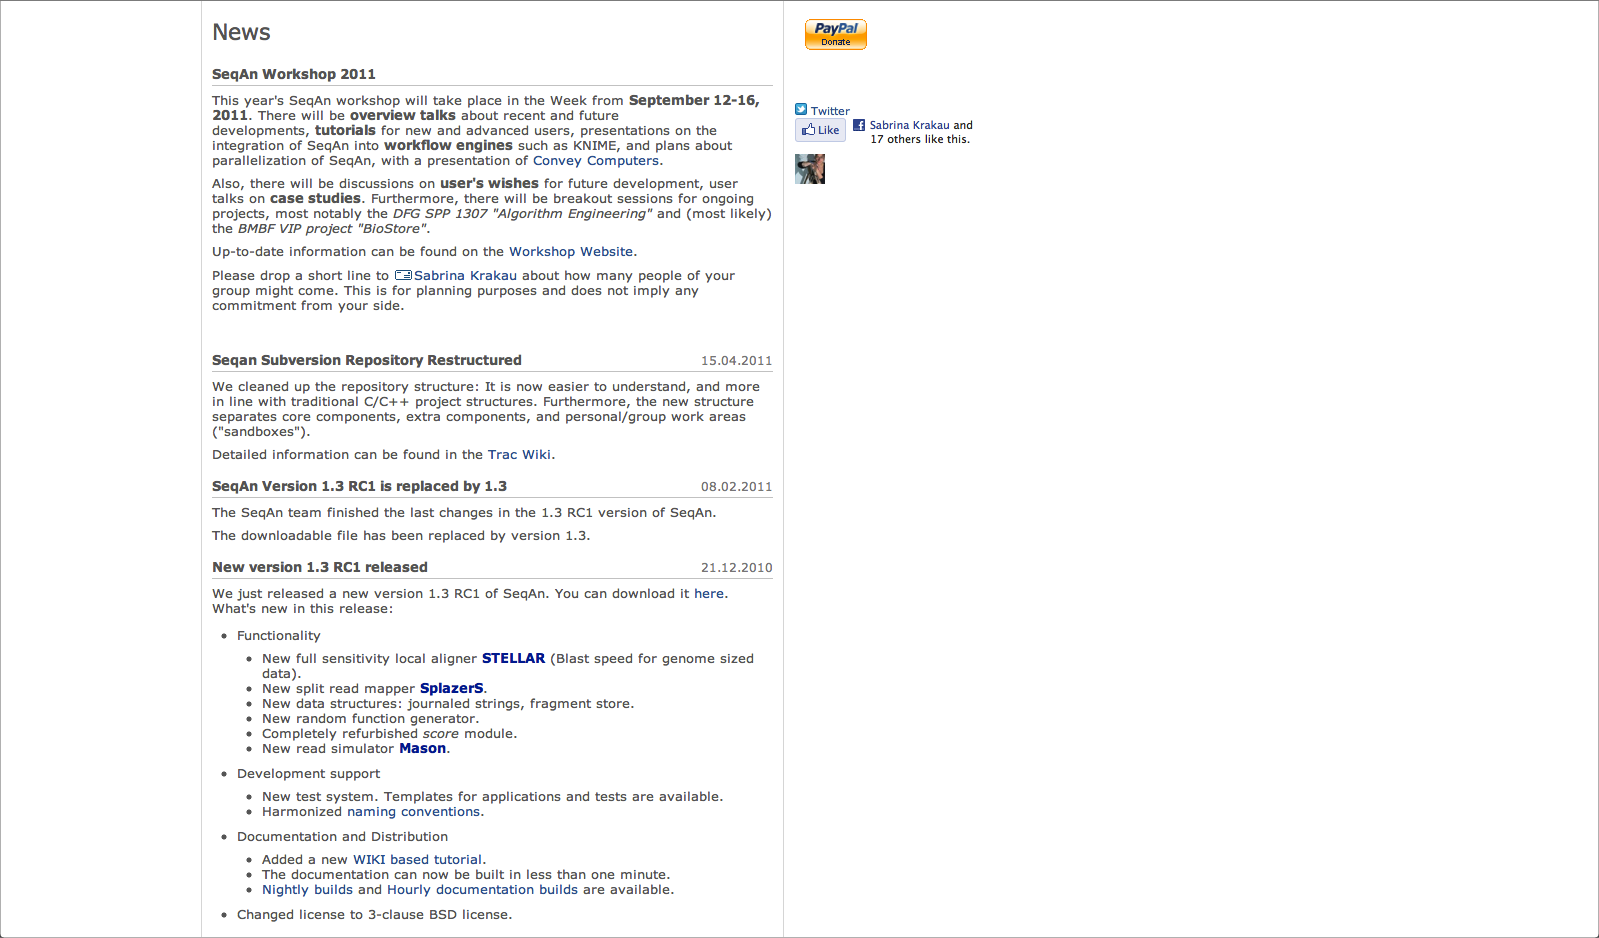 News
SeqAn Workshop 2011
This year's SeqAn workshop will take place in the Week from September 12-16,
2011. There will be overview talks about recent and future
developments, tutorials for new and advanced users, presentations on the
integration of SeqAn into workflow engines such as KNIME, and plans about
parallelization of SeqAn, with a presentation of Convey Computers.
Also, there will be discussions on user's wishes for future development, user
talks on case studies. Furthermore, there will be breakout sessions for ongoing
projects, most notably the DFG SPP 1307 "Algorithm Engineering" and (most likely)
the BMBF VIP project "BioStore".
Up-to-date information can be found on the Workshop Website.
Please drop a short line to Sabrina Krakau about how many people of your
group might come. This is for planning purposes and does not imply any
commitment from your side.
Seqan Subversion Repository Restructured 15.04.2011
We cleaned up the repository structure: It is now easier to understand, and more
in line with traditional C/C++ project structures. Furthermore, the new structure
separates core components, extra components, and personal/group work areas
("sandboxes").
Detailed information can be found in the Trac Wiki.
SeqAn Version 1.3 RC1 is replaced by 1.3 08.02.2011
The SeqAn team finished the last changes in the 1.3 RC1 version of SeqAn.
The downloadable file has been replaced by version 1.3.
New version 1.3 RC1 released 21.12.2010
We just released a new version 1.3 RC1 of SeqAn. You can download it here.
What's new in this release:
• Functionality
• New full sensitivity local aligner STELLAR (Blast speed for genome sized
data).
• New split read mapper SplazerS.
• New data structures: journaled strings, fragment store.
• New random function generator.
• Completely refurbished score module.
• New read simulator Mason.
• Development support
• New test system. Templates for applications and tests are available.
• Harmonized naming conventions.
• Documentation and Distribution
• Added a new WIKI based tutorial.
• The documentation can now be built in less than one minute.
• Nightly builds and Hourly documentation builds are available.
• Changed license to 3-clause BSD license.
PayPal
Donate
Twitter
Like
Sabrina Krakau and
17 others like this.